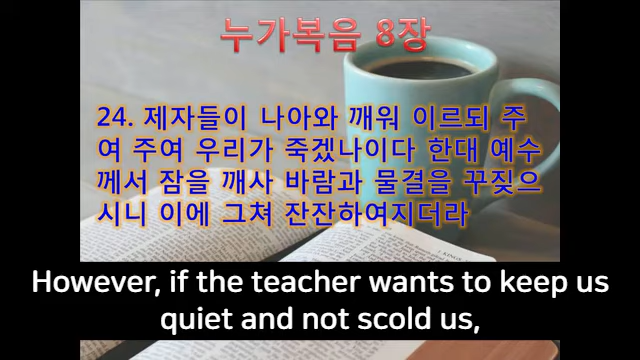 누가복음 8장
24. 제자들이 나아와 깨워 이르되 주
여 주여 우리가 죽겠나이다 한대 예수
께서 잠을 깨사 바람과 물결을 꾸짖으
시니 이에 그쳐 잔잔하여지더라
However, if the teacher wants to keep us
quiet and not scold us,